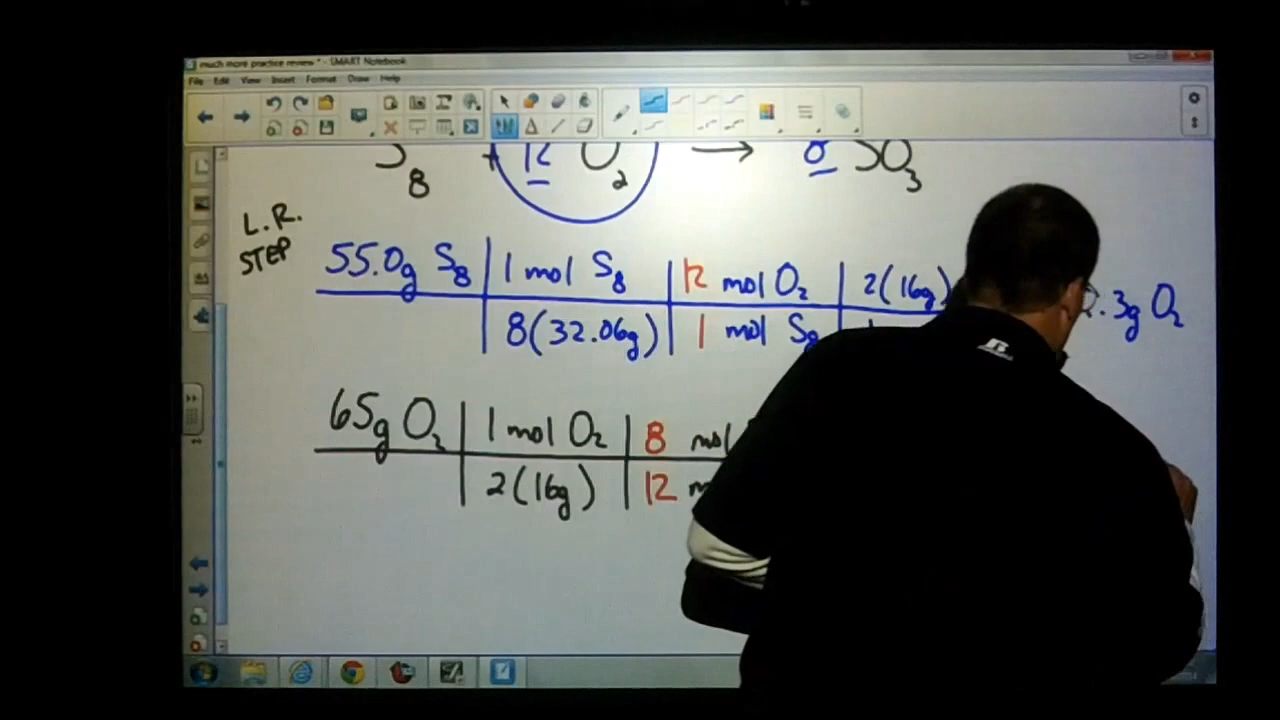 much more practice review * - SMART Notebook
File Edit View Insert Format Draw Help
S8 + 12 O2 → 8 SO3
L.R.
STEP
55.0g S8 1 mol S8 12 mol O2 2(16g) .3g O2
8(32.06g) 1 mol S8
65g O2 1 mol O2 8 mol
2(16g) 12 m